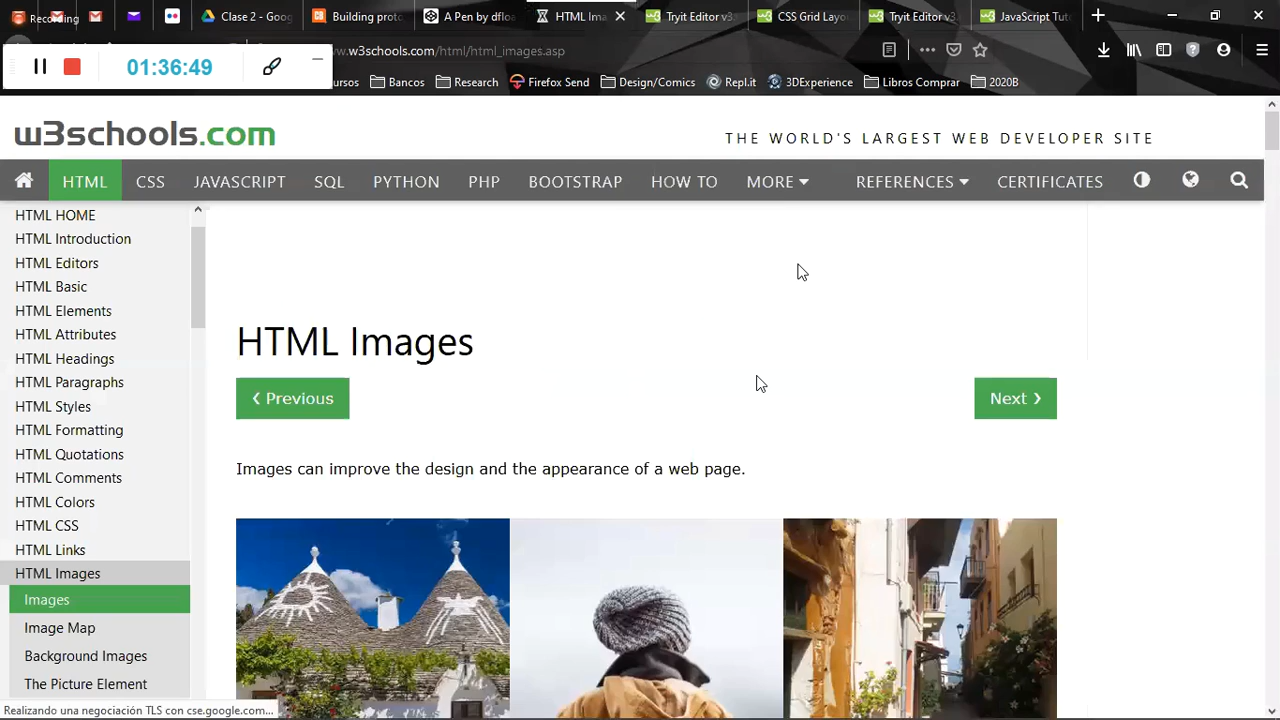 Recording
Clase 2 - Goog
Building proto
A Pen by dfloa
HTML Ima
Tryit Editor v3.
CSS Grid Layou
Tryit Editor v3
JavaScript Tut
01:36:49
w.w3schools.com/html/html_images.asp
ursos
Bancos
Research
Firefox Send
Design/Comics
Repl.it
3DExperience
Libros Comprar
2020B
w3schools.com
THE WORLD'S LARGEST WEB DEVELOPER SITE
HTML
CSS
JAVASCRIPT
SQL
PYTHON
PHP
BOOTSTRAP
HOW TO
MORE
REFERENCES
CERTIFICATES
HTML HOME
HTML Introduction
HTML Editors
HTML Basic
HTML Elements
HTML Attributes
HTML Headings
HTML Paragraphs
HTML Styles
HTML Formatting
HTML Quotations
HTML Comments
HTML Colors
HTML CSS
HTML Links
HTML Images
Images
Image Map
Background Images
The Picture Element
HTML Images
‹ Previous
Next ›
Images can improve the design and the appearance of a web page.
Realizando una negociación TLS con cse.google.com...